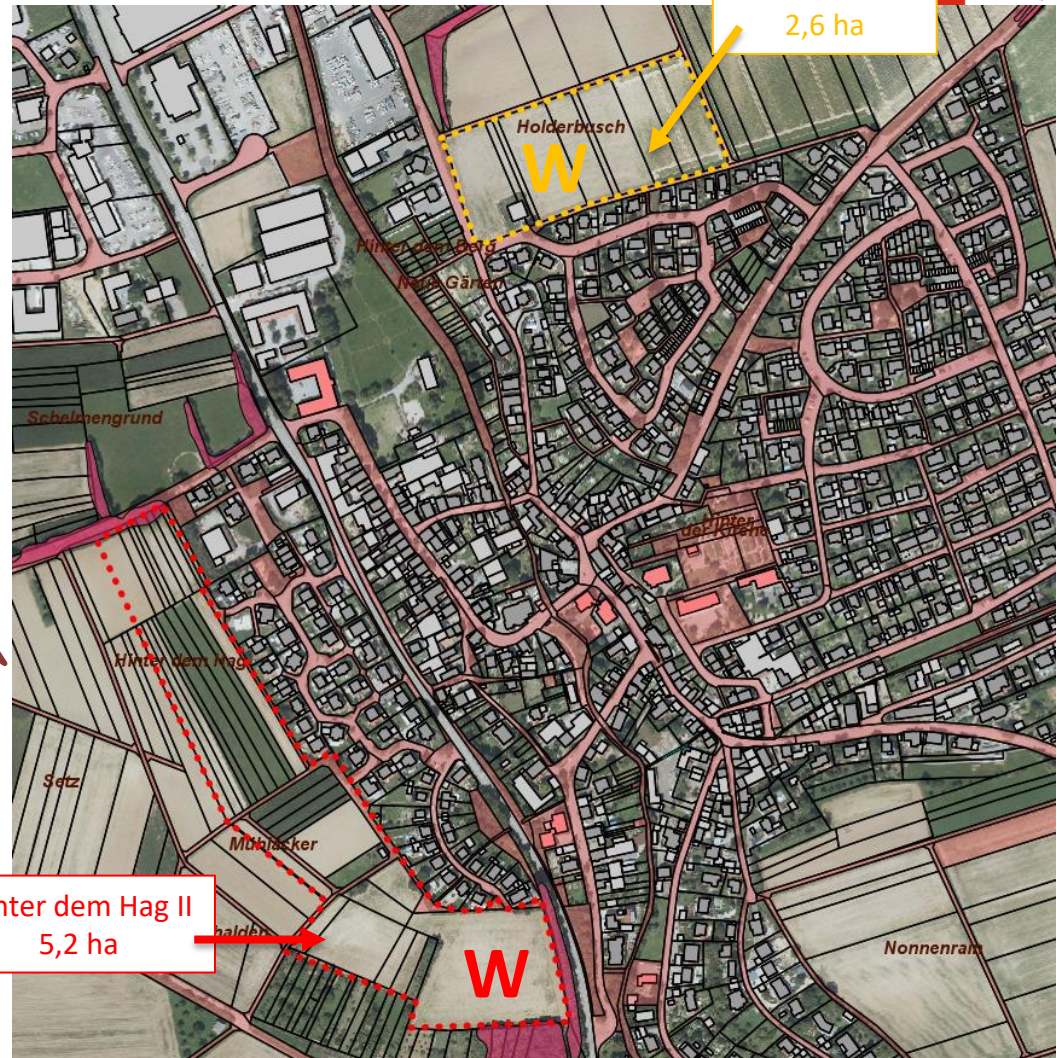 2,6 ha
Holderbusch
W
Hinter dem Berg
Neue Gärten
Schelmengrund
Hinter
der Kirche
Hinter dem Hag
Setz
Mühläcker
nter dem Hag II
5,2 ha
halden
W
Nonnenrain